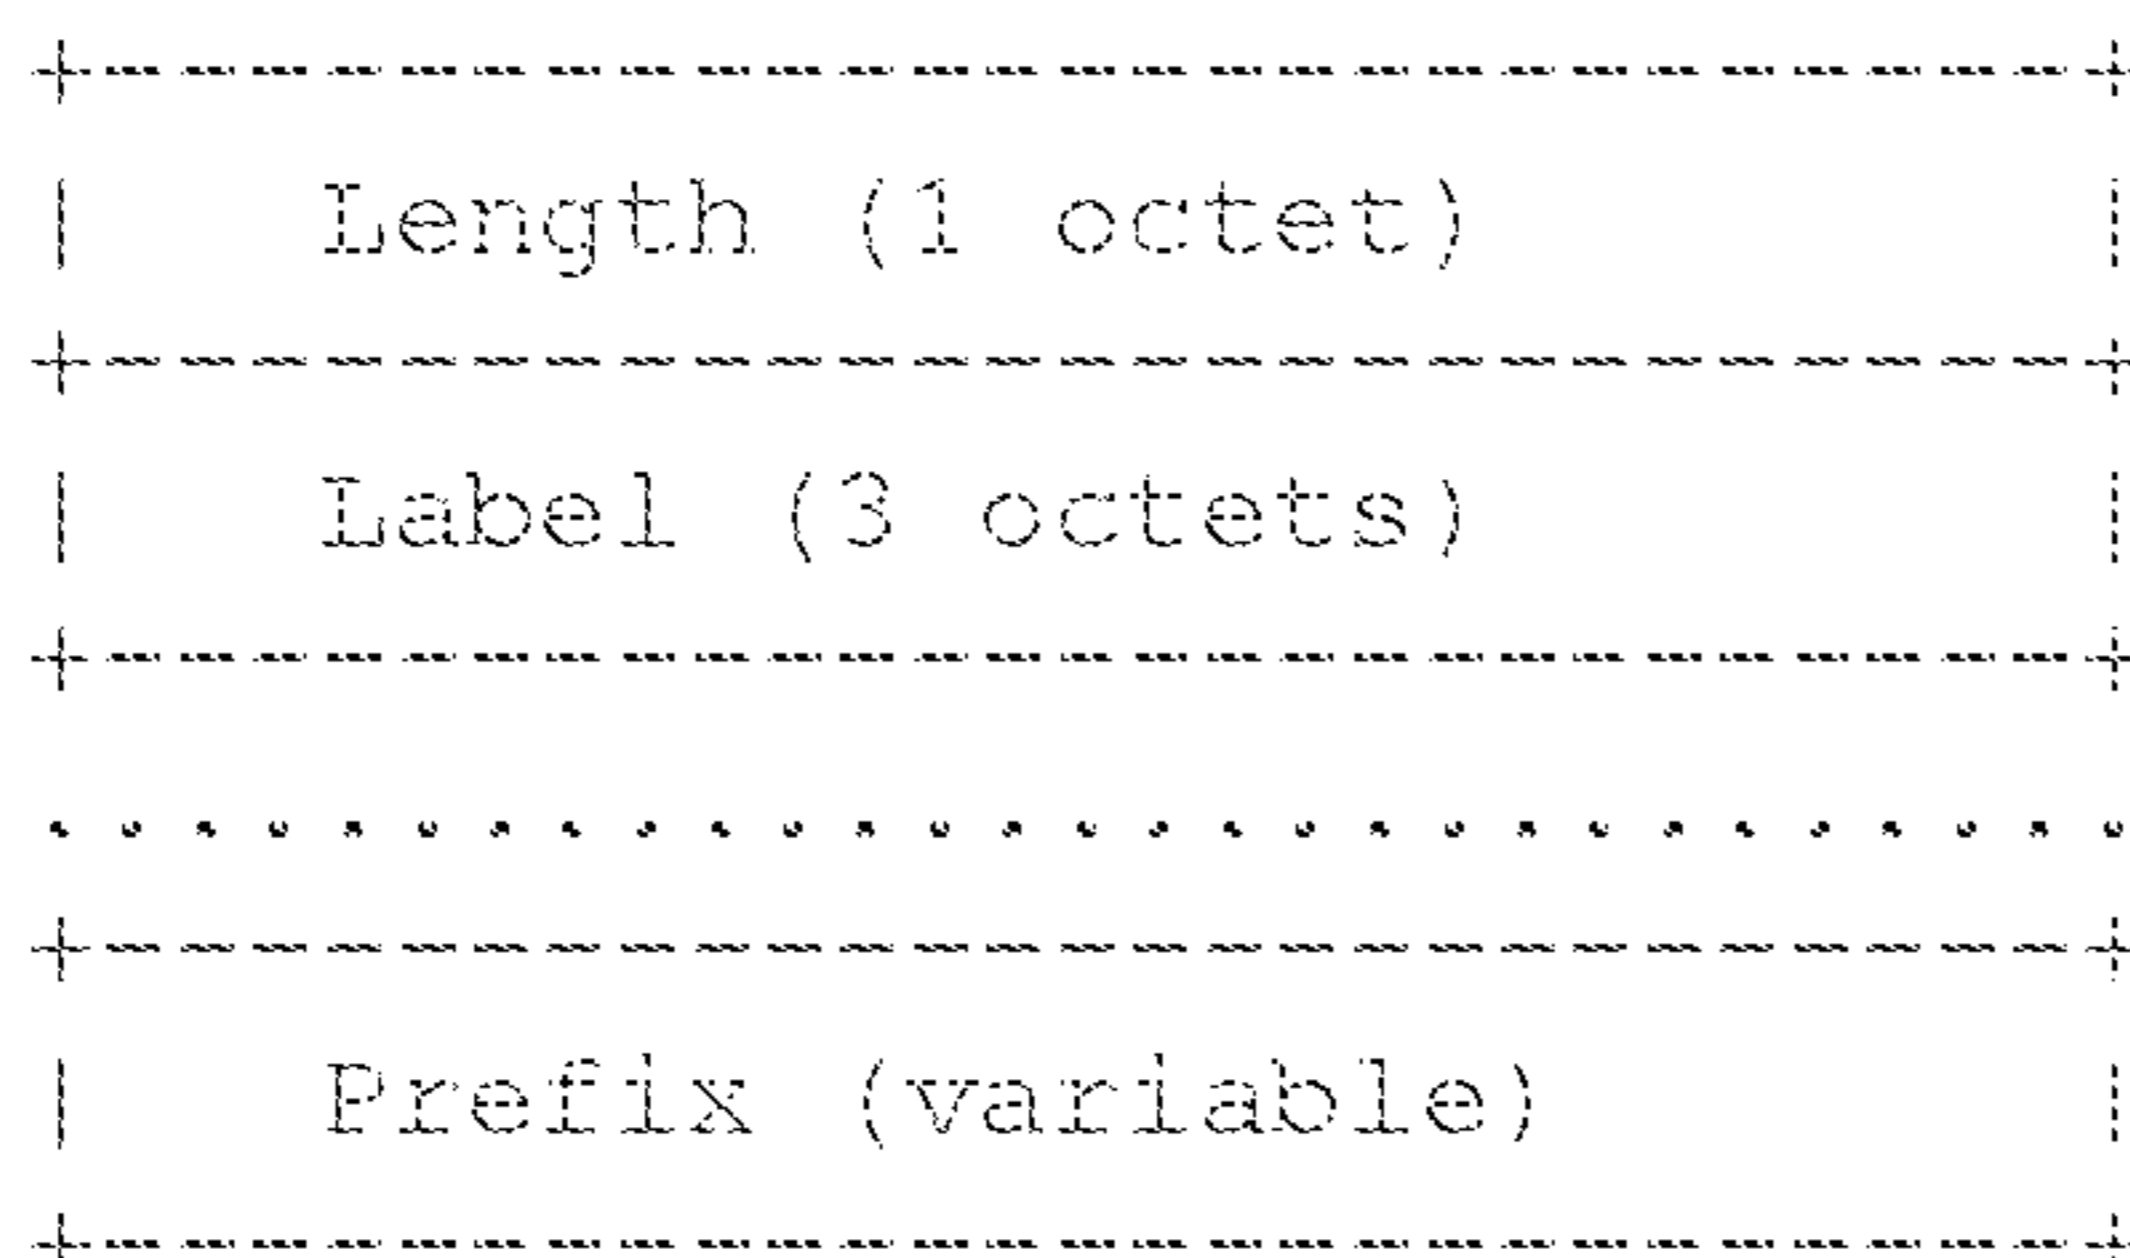 +---------------------------+
|   Length (1 octet)        |
+---------------------------+
|   Label (3 octets)        |
+---------------------------+
.............................
+---------------------------+
|   Prefix (variable)       |
+---------------------------+